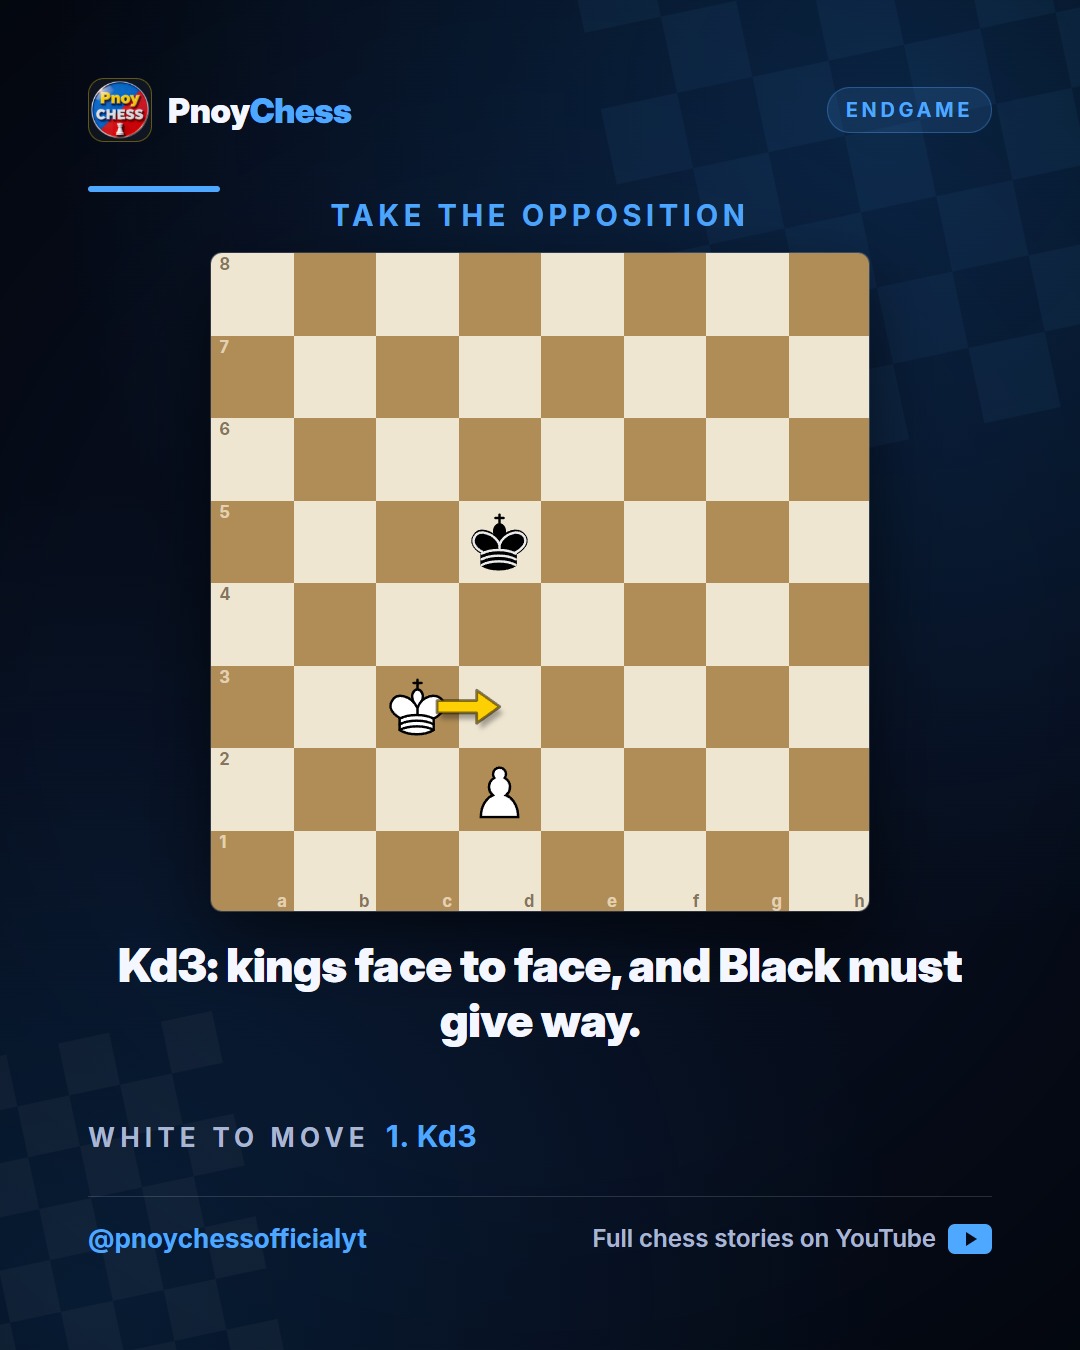 Pnoy
CHESS
PnoyChess
ENDGAME
TAKE THE OPPOSITION
8
7
6
5
4
3
2
1
a b c d e f g h
Kd3: kings face to face, and Black must
give way.
WHITE TO MOVE 1. Kd3
@pnoychessofficialyt
Full chess stories on YouTube